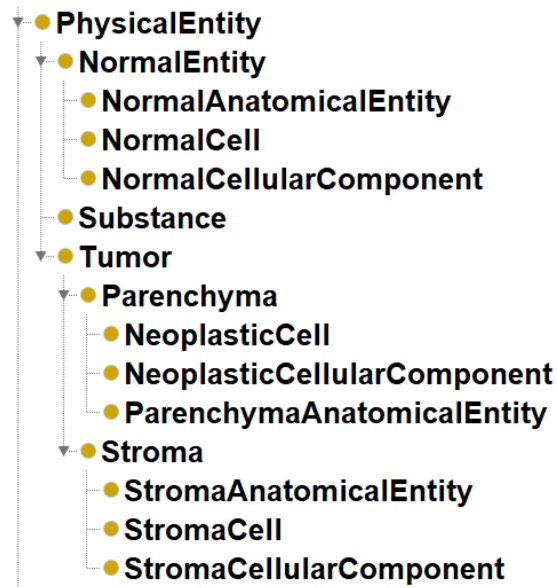 PhysicalEntity
NormalEntity
NormalAnatomicalEntity
NormalCell
NormalCellularComponent
Substance
Tumor
Parenchyma
NeoplasticCell
NeoplasticCellularComponent
ParenchymaAnatomicalEntity
Stroma
StromaAnatomicalEntity
StromaCell
StromaCellularComponent